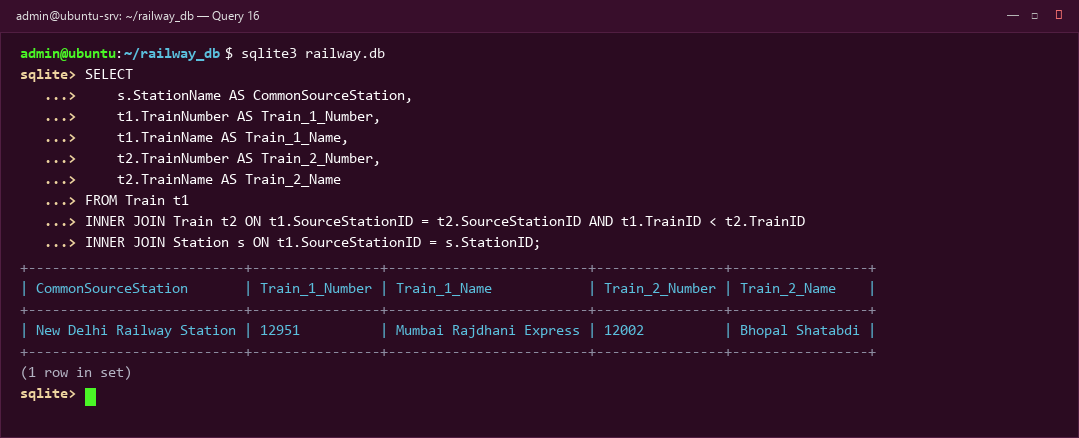 admin@ubuntu-srv: ~/railway_db — Query 16
admin@ubuntu:~/railway_db$ sqlite3 railway.db
sqlite> SELECT
   ...>     s.StationName AS CommonSourceStation,
   ...>     t1.TrainNumber AS Train_1_Number,
   ...>     t1.TrainName AS Train_1_Name,
   ...>     t2.TrainNumber AS Train_2_Number,
   ...>     t2.TrainName AS Train_2_Name
   ...> FROM Train t1
   ...> INNER JOIN Train t2 ON t1.SourceStationID = t2.SourceStationID AND t1.TrainID < t2.TrainID
   ...> INNER JOIN Station s ON t1.SourceStationID = s.StationID;
+---------------------------+----------------+-------------------------+----------------+-----------------+
| CommonSourceStation       | Train_1_Number | Train_1_Name            | Train_2_Number | Train_2_Name    |
+---------------------------+----------------+-------------------------+----------------+-----------------+
| New Delhi Railway Station | 12951          | Mumbai Rajdhani Express | 12002          | Bhopal Shatabdi |
+---------------------------+----------------+-------------------------+----------------+-----------------+
(1 row in set)
sqlite>